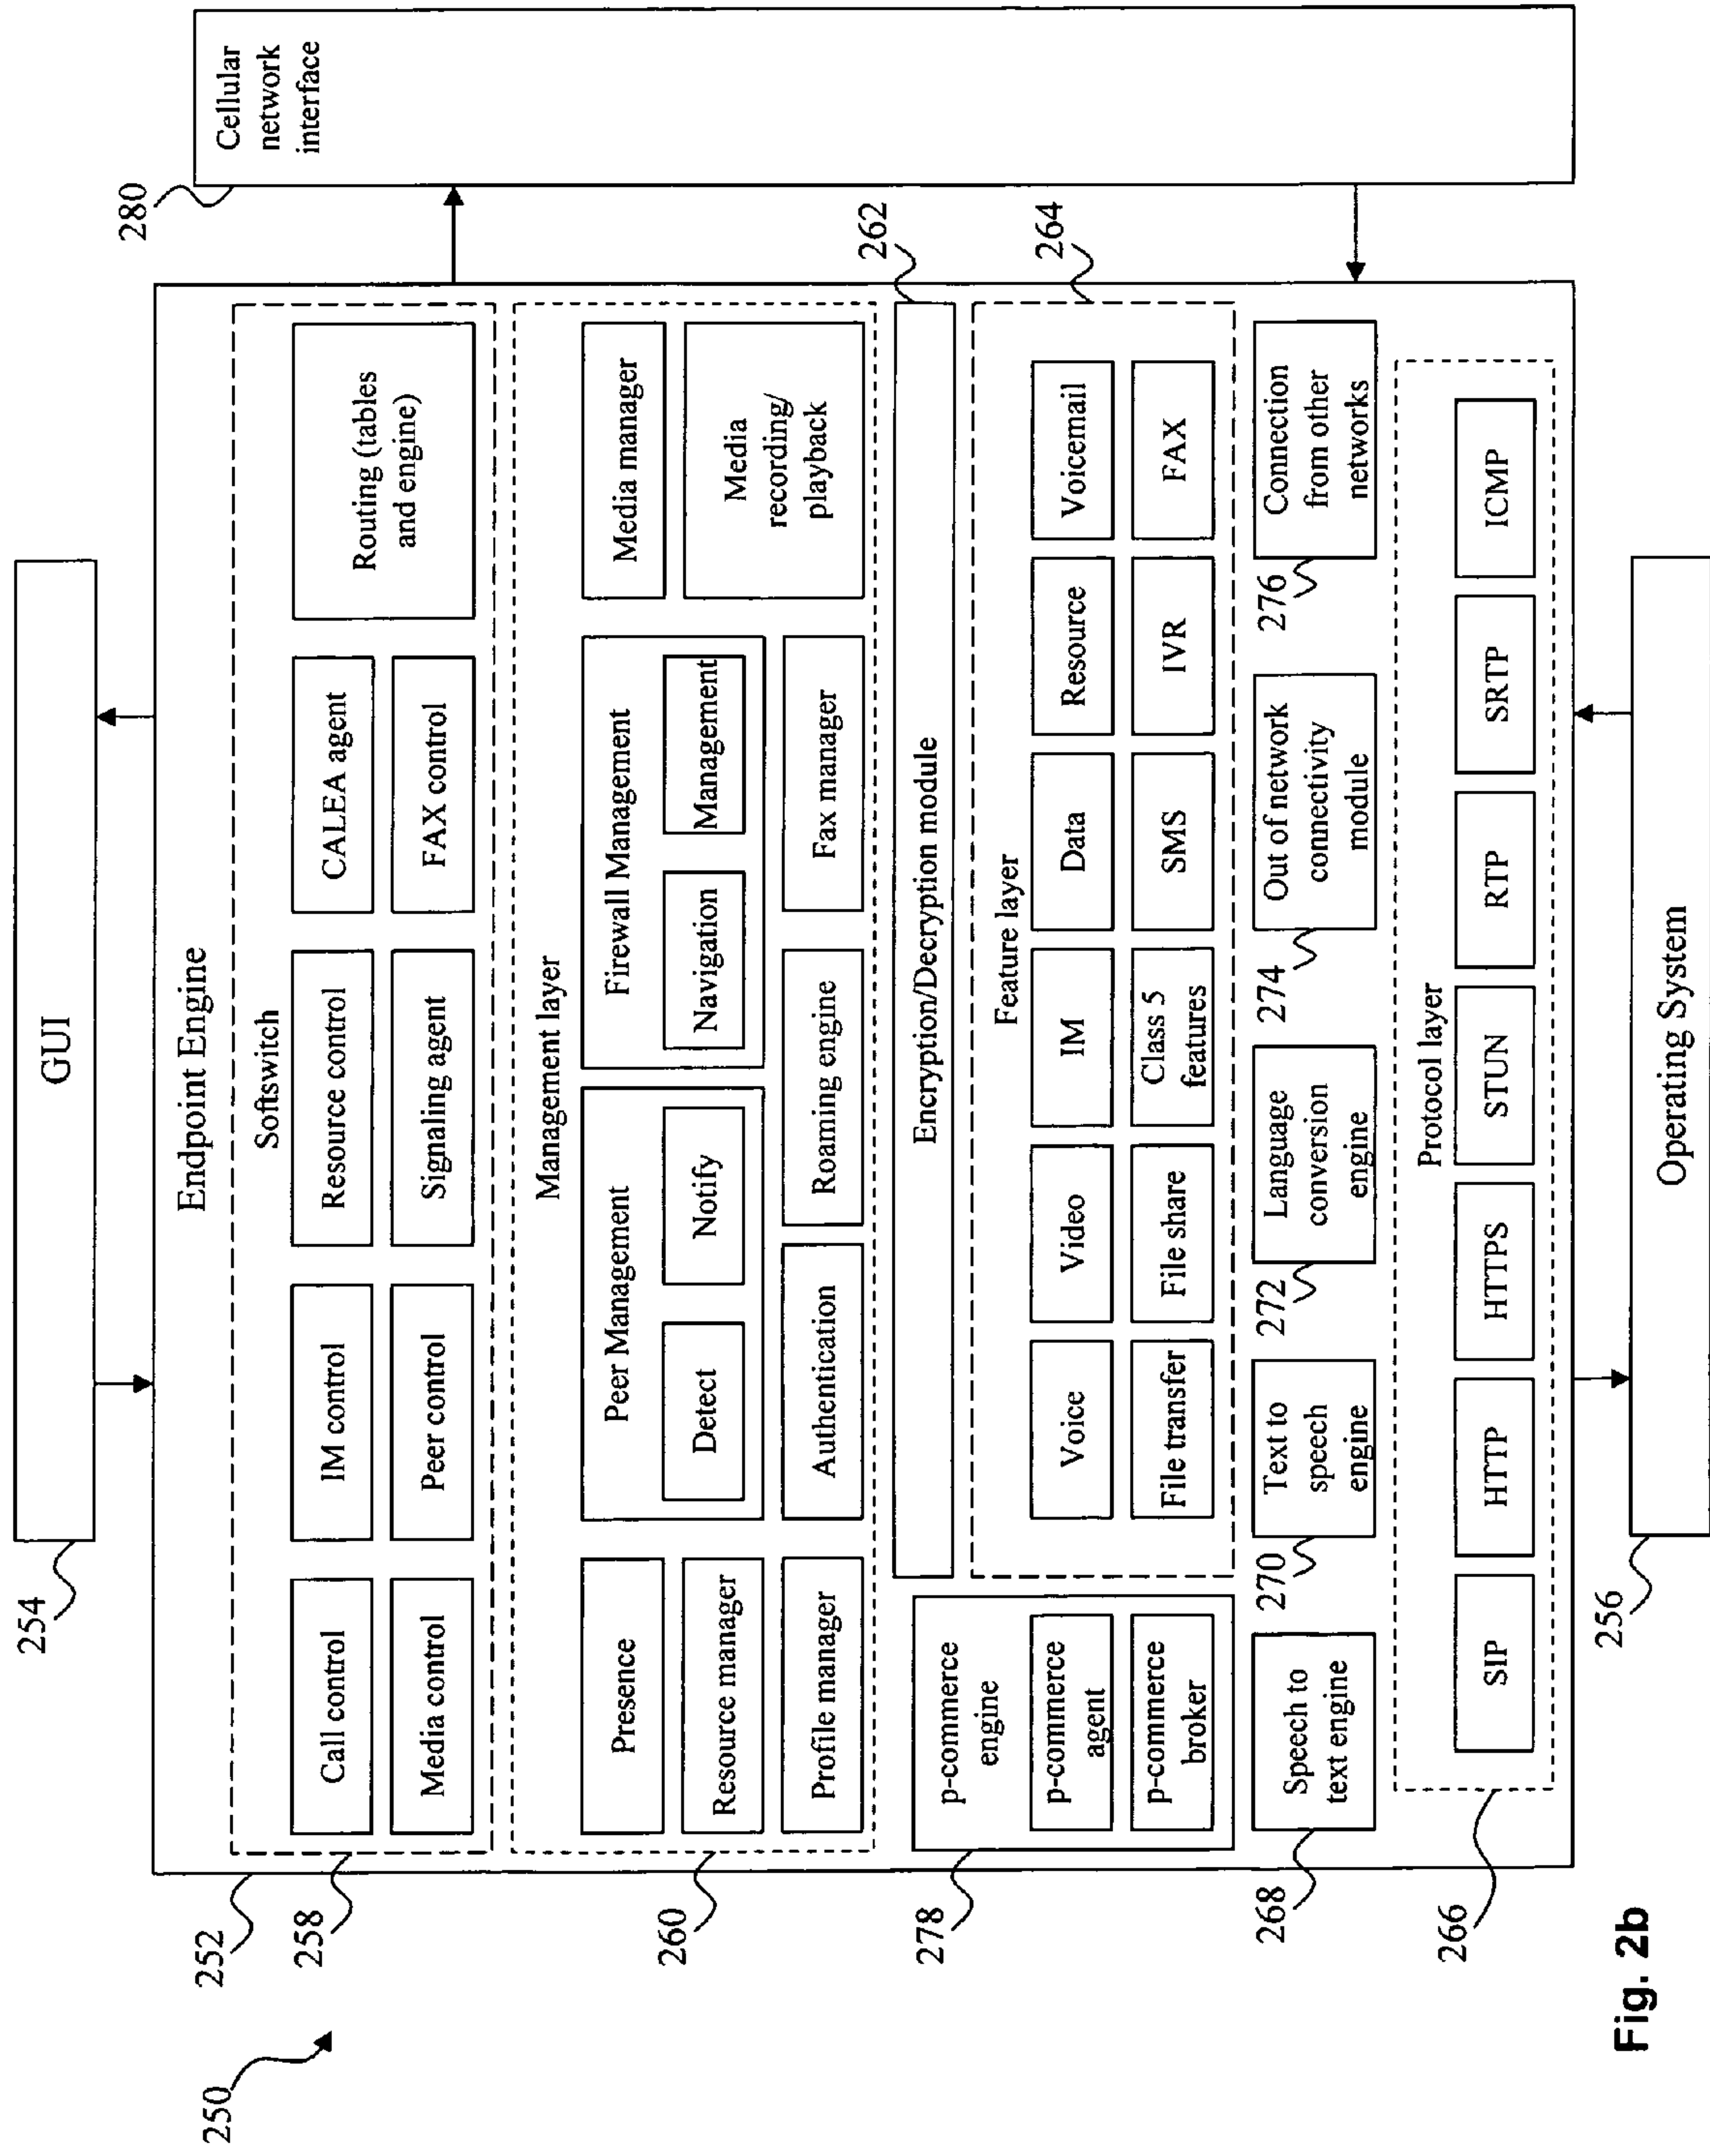 GUI
254
Endpoint Engine
Softswitch
Call control
IM control
Resource control
CALEA agent
Routing (tables
and engine)
Media control
Peer control
Signaling agent
FAX control
252
258
Management layer
Presence
Peer Management
Detect
Notify
Firewall Management
Navigation
Management
Media manager
Resource manager
Media
recording/
playback
Profile manager
Authentication
Roaming engine
Fax manager
260
Encryption/Decryption module
262
p-commerce
engine
p-commerce
agent
p-commerce
broker
278
Feature layer
264
Voice
Video
IM
Data
Resource
Voicemail
File transfer
File share
Class 5
features
SMS
IVR
FAX
Speech to
text engine
268
270
Text to
speech
engine
272
Language
conversion
engine
274
Out of network
connectivity
module
276
Connection
from other
networks
Protocol layer
SIP
HTTP
HTTPS
STUN
RTP
SRTP
ICMP
266
256
Operating System
280
Cellular
network
interface
250
Fig. 2b